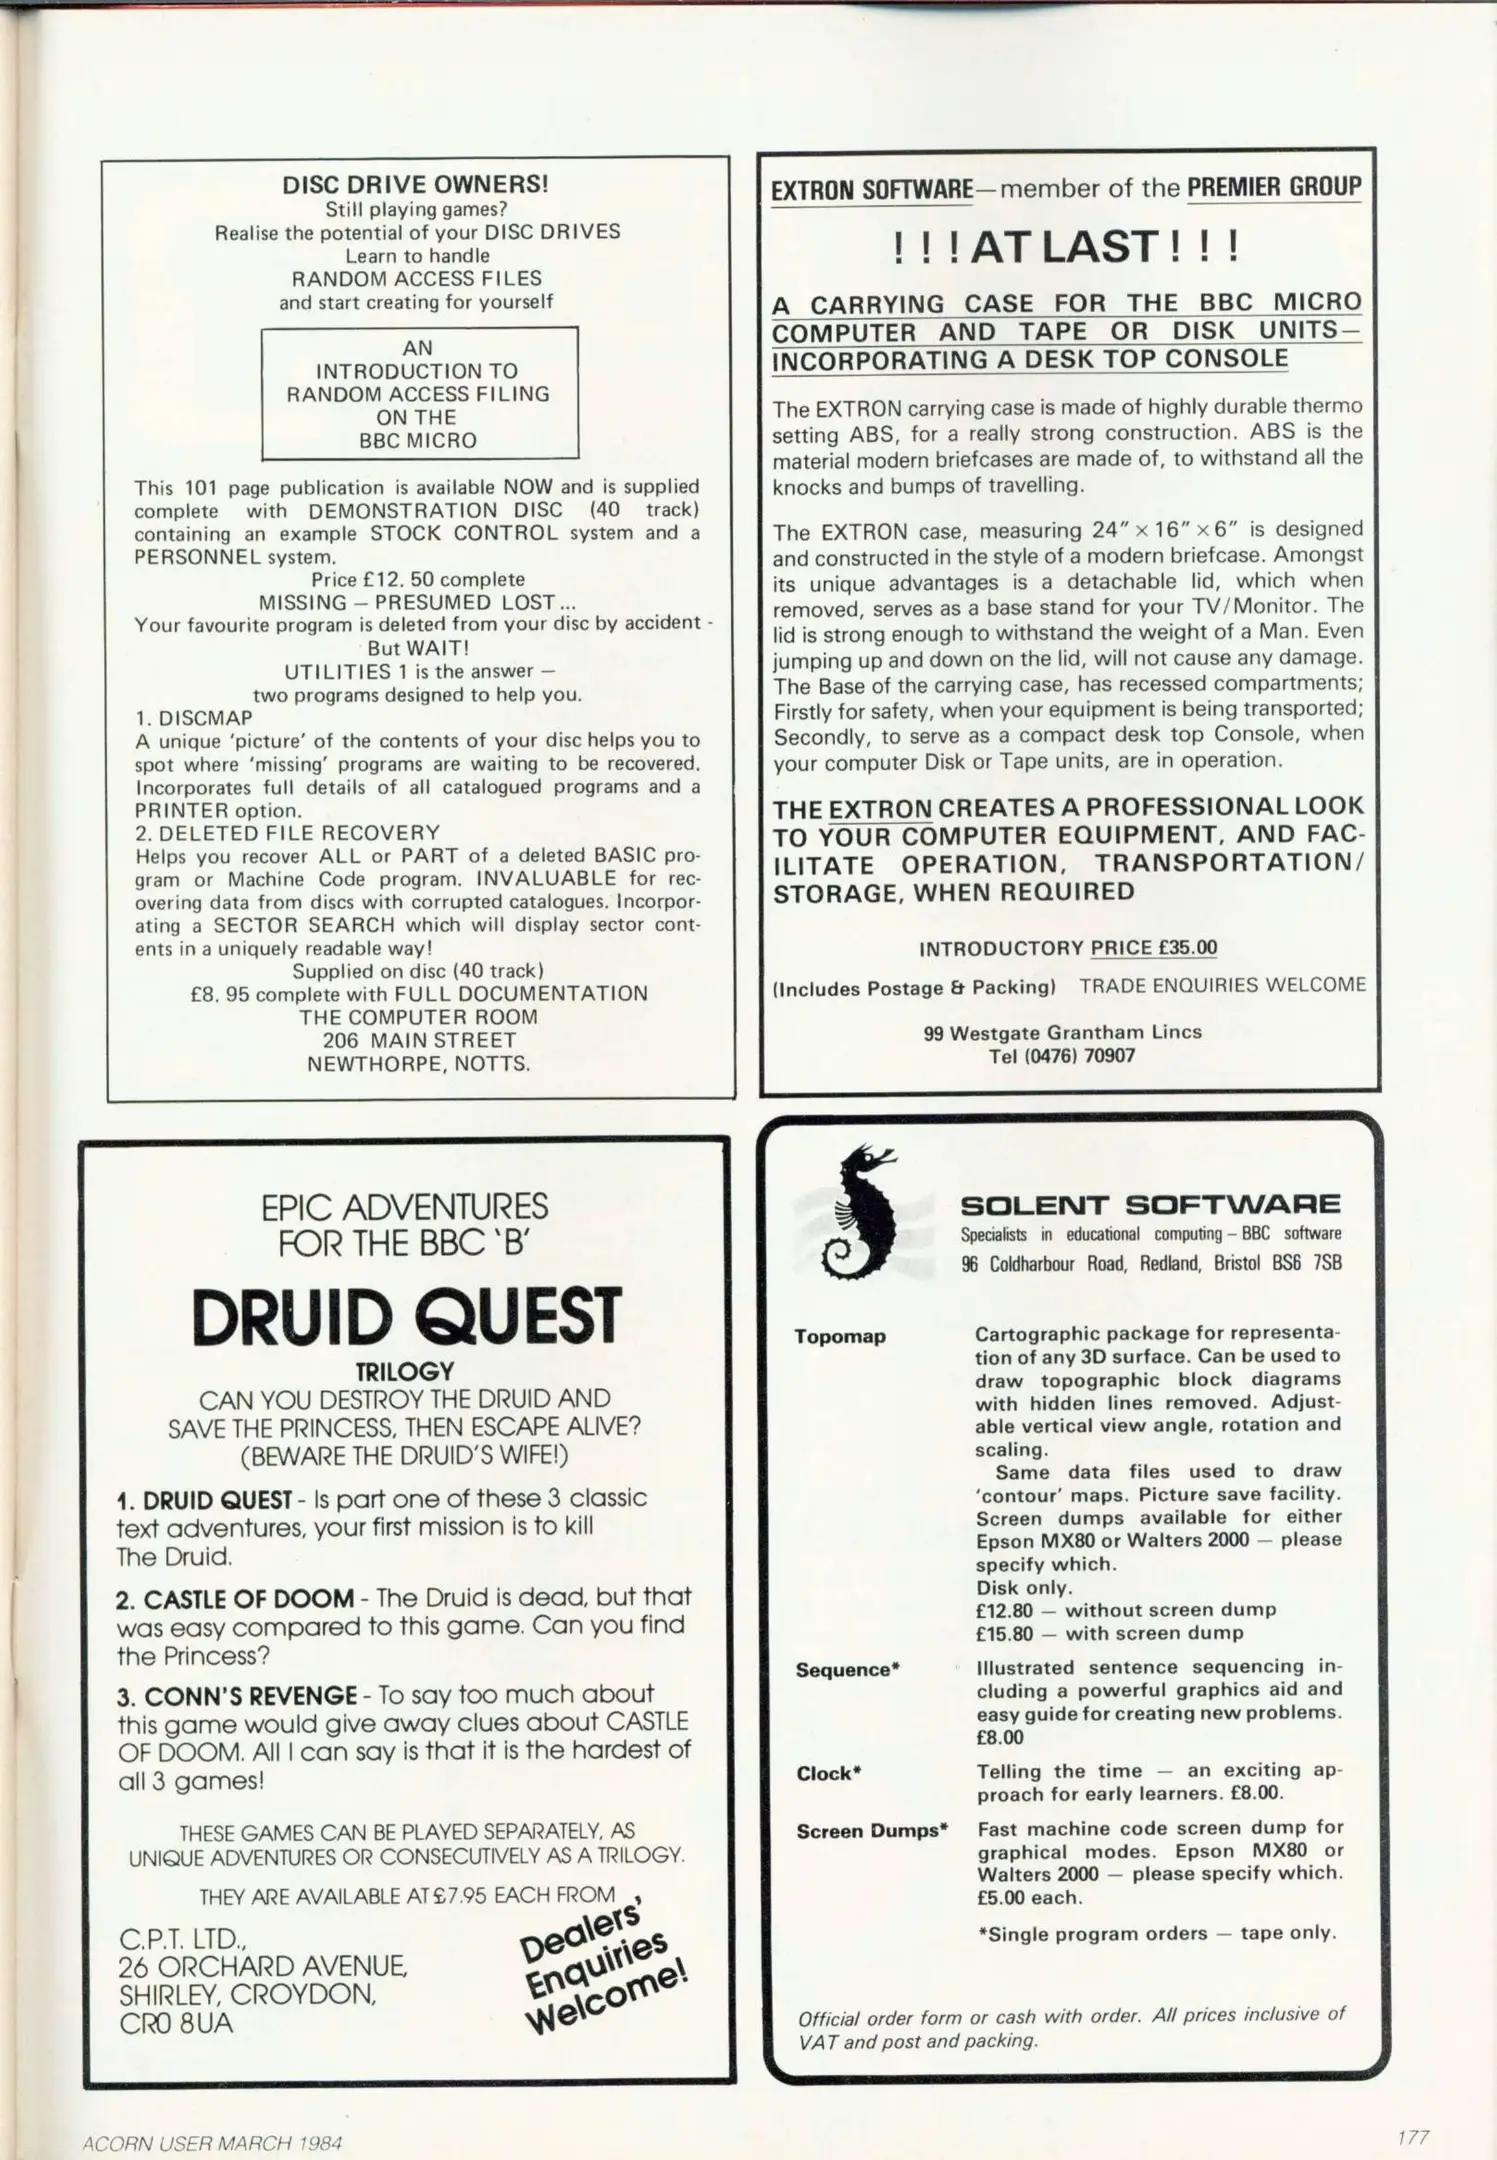 DISC DRIVE OWNERS!
Still playing games?
Realise the potential of your DISC DRIVES
Learn to handle
RANDOM ACCESS FILES
and start creating for yourself
AN
INTRODUCTION TO
RANDOM ACCESS FILING
ON THE
BBC MICRO
This 101 page publication is available NOW and is supplied
complete with DEMONSTRATION DISC (40 track)
containing an example STOCK CONTROL system and a
PERSONNEL system.
Price £12. 50 complete
MISSING – PRESUMED LOST...
Your favourite program is deleted from your disc by accident -
But WAIT!
UTILITIES 1 is the answer –
two programs designed to help you.
1. DISCMAP
A unique 'picture' of the contents of your disc helps you to
spot where 'missing' programs are waiting to be recovered.
Incorporates full details of all catalogued programs and a
PRINTER option.
2. DELETED FILE RECOVERY
Helps you recover ALL or PART of a deleted BASIC pro-
gram or Machine Code program. INVALUABLE for rec-
overing data from discs with corrupted catalogues. Incorpor-
ating a SECTOR SEARCH which will display sector cont-
ents in a uniquely readable way!
Supplied on disc (40 track)
£8. 95 complete with FULL DOCUMENTATION
THE COMPUTER ROOM
206 MAIN STREET
NEWTHORPE, NOTTS.
EXTRON SOFTWARE—member of the PREMIER GROUP
! ! ! AT LAST ! ! !
A CARRYING CASE FOR THE BBC MICRO
COMPUTER AND TAPE OR DISK UNITS—
INCORPORATING A DESK TOP CONSOLE
The EXTRON carrying case is made of highly durable thermo
setting ABS, for a really strong construction. ABS is the
material modern briefcases are made of, to withstand all the
knocks and bumps of travelling.
The EXTRON case, measuring 24" × 16" × 6" is designed
and constructed in the style of a modern briefcase. Amongst
its unique advantages is a detachable lid, which when
removed, serves as a base stand for your TV/Monitor. The
lid is strong enough to withstand the weight of a Man. Even
jumping up and down on the lid, will not cause any damage.
The Base of the carrying case, has recessed compartments;
Firstly for safety, when your equipment is being transported;
Secondly, to serve as a compact desk top Console, when
your computer Disk or Tape units, are in operation.
THE EXTRON CREATES A PROFESSIONAL LOOK
TO YOUR COMPUTER EQUIPMENT, AND FAC-
ILITATE OPERATION, TRANSPORTATION/
STORAGE, WHEN REQUIRED
INTRODUCTORY PRICE £35.00
(Includes Postage & Packing) TRADE ENQUIRIES WELCOME
99 Westgate Grantham Lincs
Tel (0476) 70907
EPIC ADVENTURES
FOR THE BBC 'B'
DRUID QUEST
TRILOGY
CAN YOU DESTROY THE DRUID AND
SAVE THE PRINCESS, THEN ESCAPE ALIVE?
(BEWARE THE DRUID'S WIFE!)
1. DRUID QUEST - Is part one of these 3 classic
text adventures, your first mission is to kill
The Druid.
2. CASTLE OF DOOM - The Druid is dead, but that
was easy compared to this game. Can you find
the Princess?
3. CONN'S REVENGE - To say too much about
this game would give away clues about CASTLE
OF DOOM. All I can say is that it is the hardest of
all 3 games!
THESE GAMES CAN BE PLAYED SEPARATELY, AS
UNIQUE ADVENTURES OR CONSECUTIVELY AS A TRILOGY.
THEY ARE AVAILABLE AT £7.95 EACH FROM
C.P.T. LTD.,
26 ORCHARD AVENUE,
SHIRLEY, CROYDON,
CR0 8UA
Dealers'
Enquiries
Welcome!
SOLENT SOFTWARE
Specialists in educational computing – BBC software
96 Coldharbour Road, Redland, Bristol BS6 7SB
Topomap Cartographic package for representa-
tion of any 3D surface. Can be used to
draw topographic block diagrams
with hidden lines removed. Adjust-
able vertical view angle, rotation and
scaling.
Same data files used to draw
'contour' maps. Picture save facility.
Screen dumps available for either
Epson MX80 or Walters 2000 — please
specify which.
Disk only.
£12.80 — without screen dump
£15.80 — with screen dump
Sequence* Illustrated sentence sequencing in-
cluding a powerful graphics aid and
easy guide for creating new problems.
£8.00
Clock* Telling the time — an exciting ap-
proach for early learners. £8.00.
Screen Dumps* Fast machine code screen dump for
graphical modes. Epson MX80 or
Walters 2000 — please specify which.
£5.00 each.
*Single program orders — tape only.
Official order form or cash with order. All prices inclusive of
VAT and post and packing.
ACORN USER MARCH 1984
177